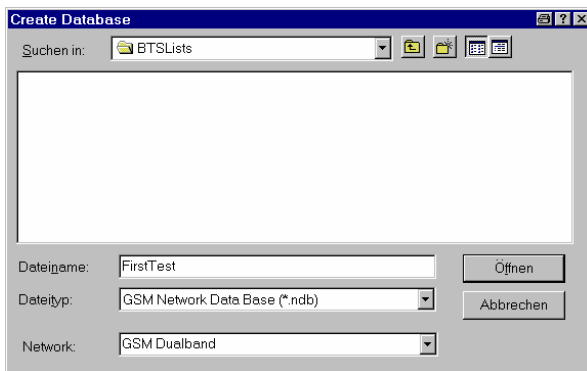 Create Database
Suchen in: BTSLists
Dateiname: FirstTest Öffnen
Dateityp: GSM Network Data Base (*.ndb) Abbrechen
Network: GSM Dualband